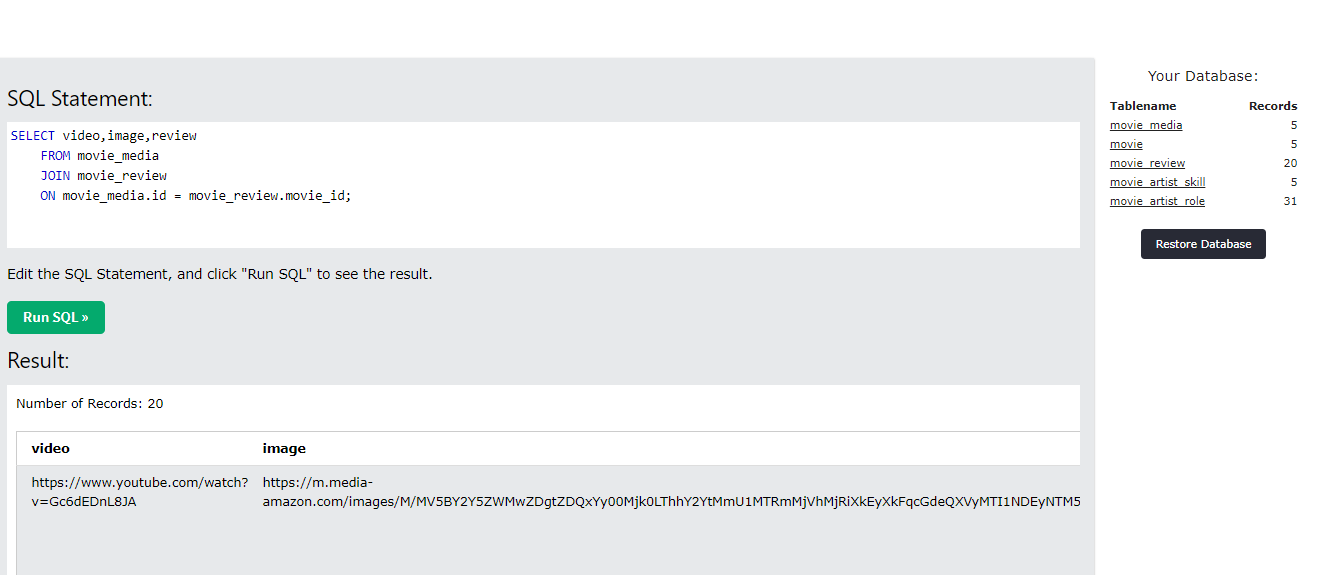 SQL Statement:
SELECT video,image,review
FROM movie_media
JOIN movie_review
ON movie_media.id = movie_review.movie_id;
Edit the SQL Statement, and click "Run SQL" to see the result.
Run SQL »
Result:
Number of Records: 20
video image
https://www.youtube.com/watch? https://m.media-
v=Gc6dEDnL8JA amazon.com/images/M/MV5BY2Y5ZWMwZDgtZDQxYy00Mjk0LThhY2YtMmU1MTRmMjVhMjRiXkEyXkFqcGdeQXVyMTI1NDEyNTM5
Your Database:
Tablename Records
movie_media 5
movie 5
movie_review 20
movie_artist_skill 5
movie_artist_role 31
Restore Database